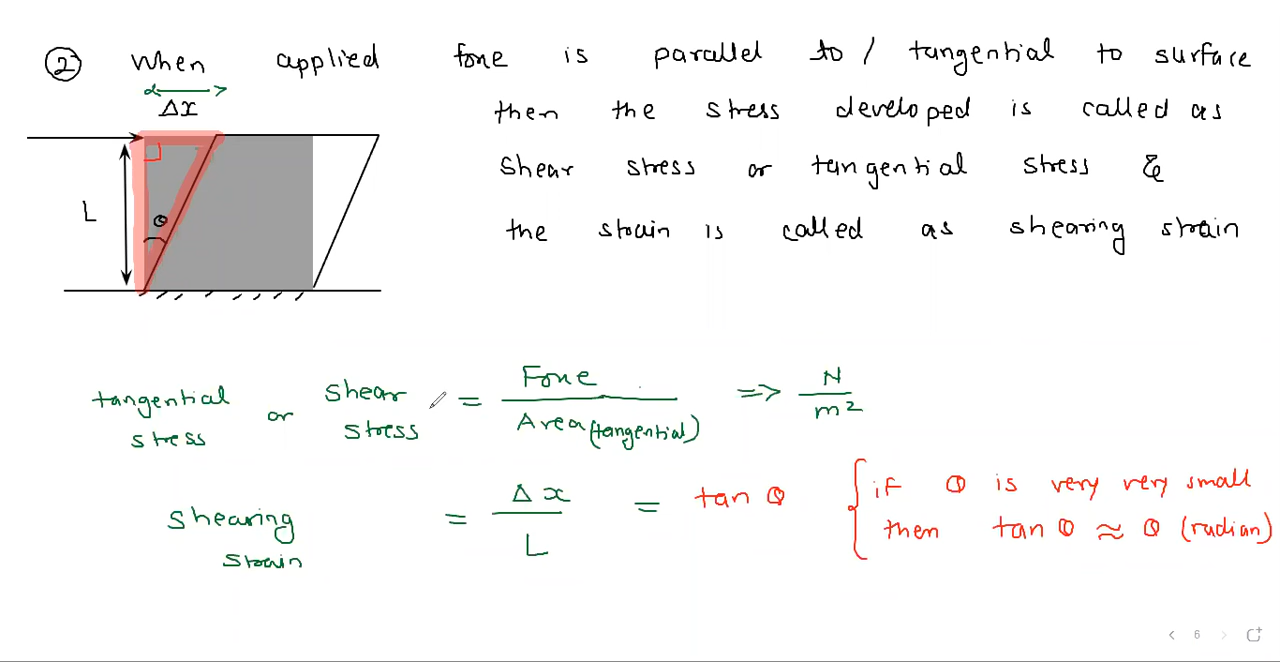 ② When applied force is parallel to / tangential to surface
Δx
then the stress developed is called as
shear stress or tangential stress &
L
θ
the strain is called as shearing strain
tangential stress or shear stress = Force / Area (tangential) => N / m²
shearing strain = Δx / L = tan θ { if θ is very very small
then tan θ ≈ θ (radian)
< 6 >